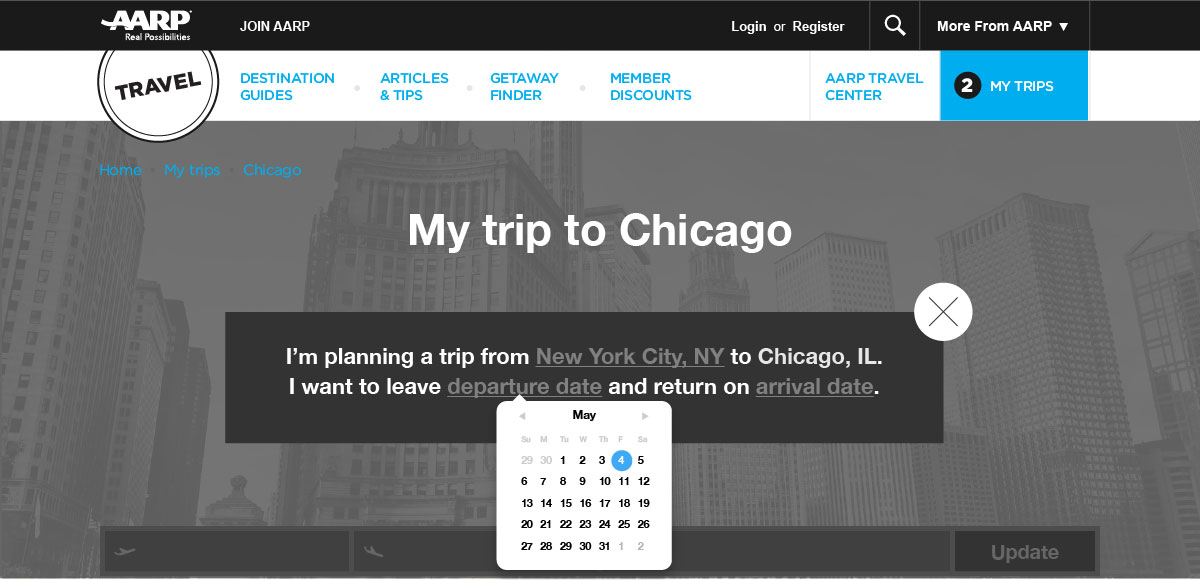 AARP
Real Possibilities
JOIN AARP
Login or Register
More From AARP ▼
TRAVEL
DESTINATION
GUIDES
ARTICLES
& TIPS
GETAWAY
FINDER
MEMBER
DISCOUNTS
AARP TRAVEL
CENTER
2 MY TRIPS
Home · My trips · Chicago
My trip to Chicago
I'm planning a trip from New York City, NY to Chicago, IL.
I want to leave departure date and return on arrival date.
◀ May ▶
Su M Tu W Th F Sa
29 30 1 2 3 4 5
6 7 8 9 10 11 12
13 14 15 16 17 18 19
20 21 22 23 24 25 26
27 28 29 30 31 1 2
Update